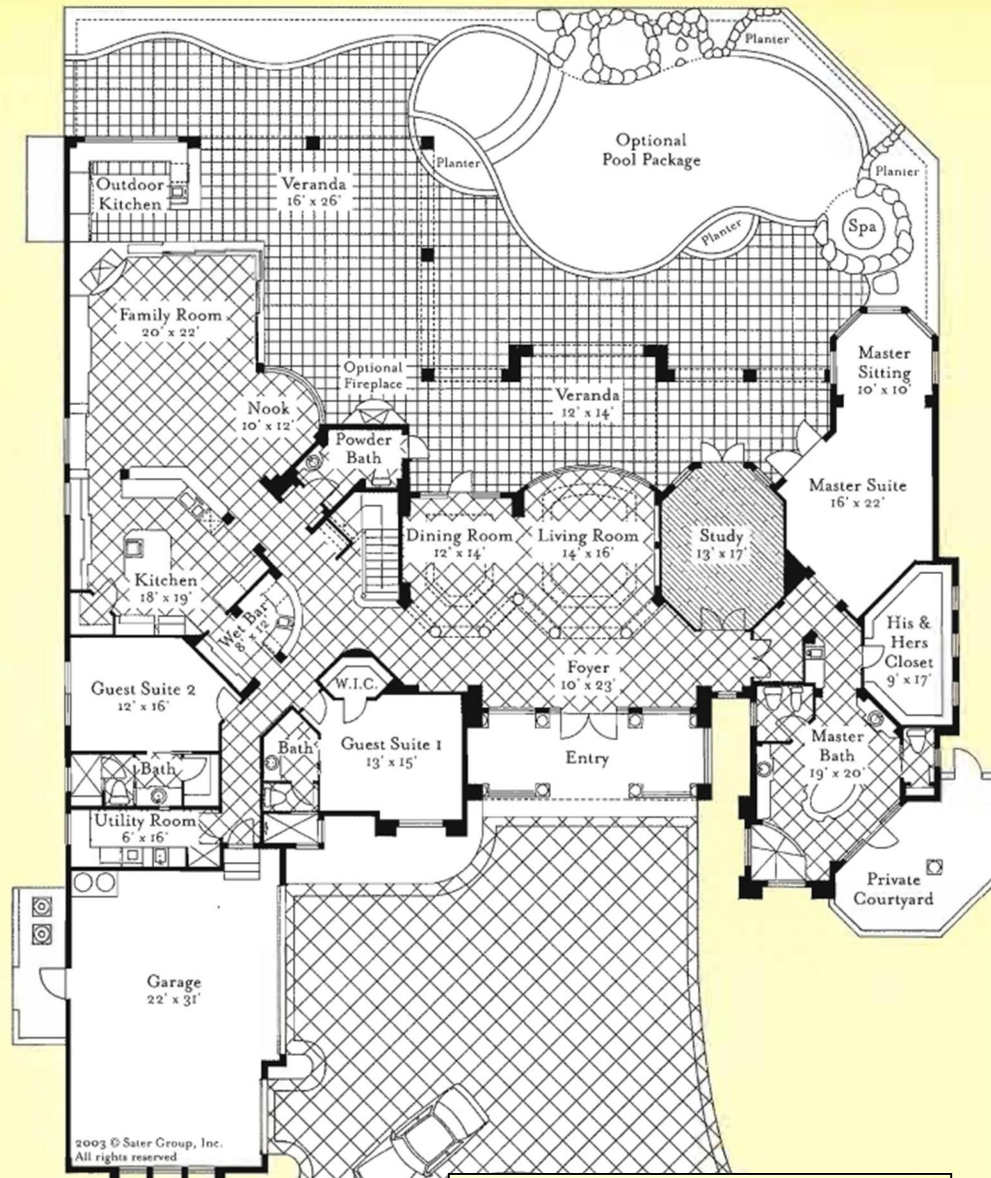 Planter
Optional
Pool Package
Planter
Planter
Outdoor
Kitchen
Veranda
16' x 26'
Spa
Planter
Family Room
20' x 22'
Master
Sitting
10' x 10'
Optional
Fireplace
Veranda
12' x 14'
Nook
10' x 12'
Powder
Bath
Master Suite
16' x 22'
Dining Room
12' x 14'
Living Room
14' x 16'
Study
13' x 17'
Kitchen
18' x 19'
Wet Bar
8' x 12'
His &
Hers
Closet
9' x 17'
Foyer
10' x 23'
W.I.C.
Guest Suite 2
12' x 16'
Guest Suite 1
13' x 15'
Bath
Entry
Master
Bath
19' x 20'
Bath
Utility Room
6' x 16'
Private
Courtyard
Garage
22' x 31'
2003 © Sater Group, Inc.
All rights reserved